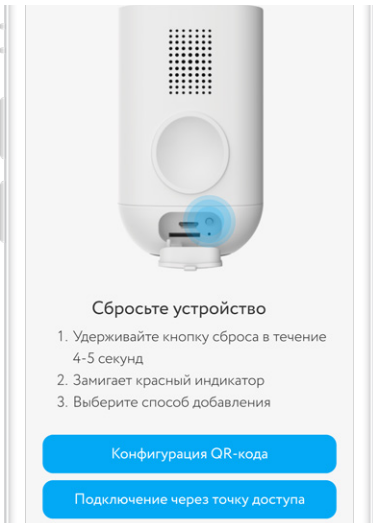 Сбросьте устройство
1. Удерживайте кнопку сброса в течение
4-5 секунд
2. Замигает красный индикатор
3. Выберите способ добавления
Конфигурация QR-кода
Подключение через точку доступа